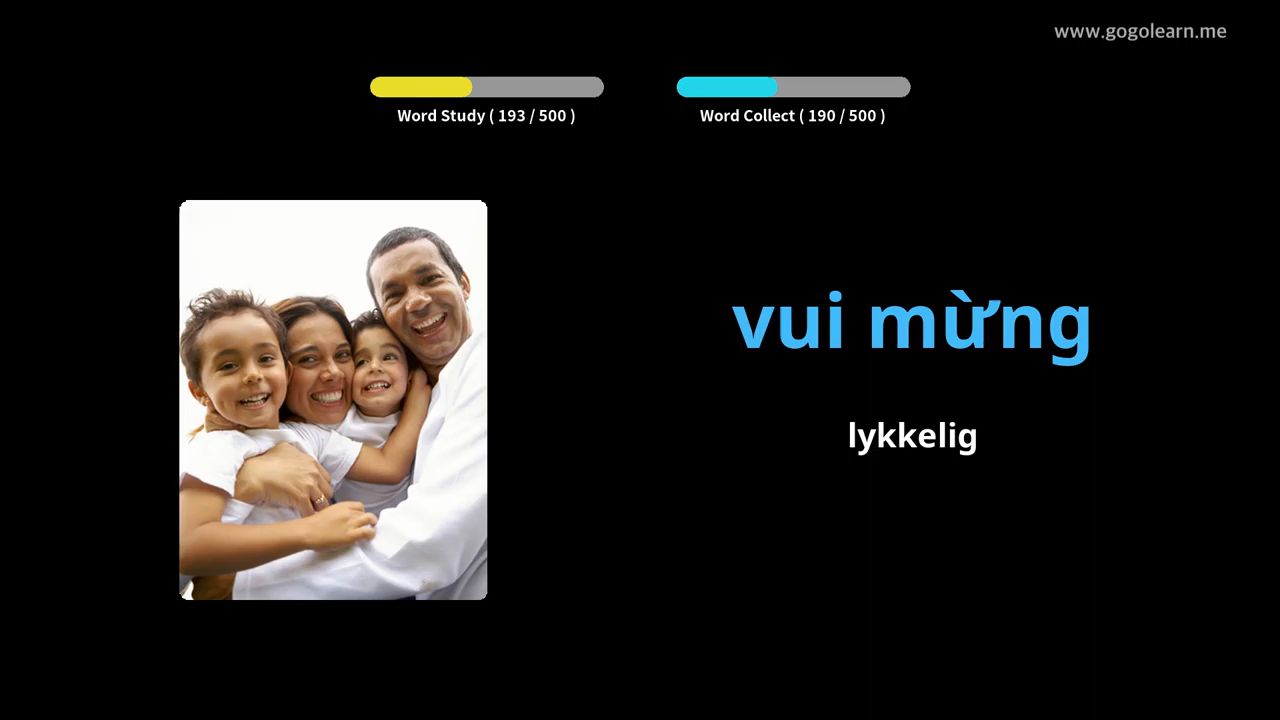 www.gogolearn.me
Word Study ( 193 / 500 )
Word Collect ( 190 / 500 )
vui mừng
lykkelig